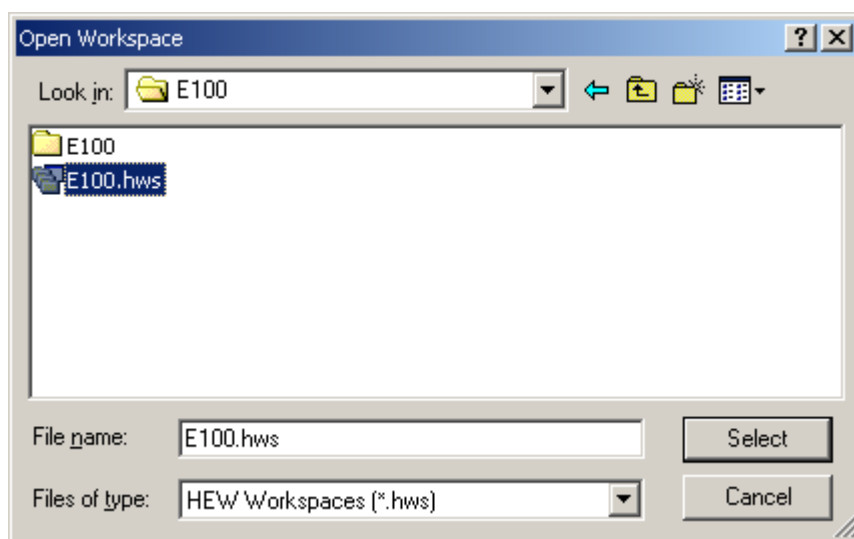 Open Workspace
Look in: E100
E100
E100.hws
File name: E100.hws Select
Files of type: HEW Workspaces (*.hws) Cancel